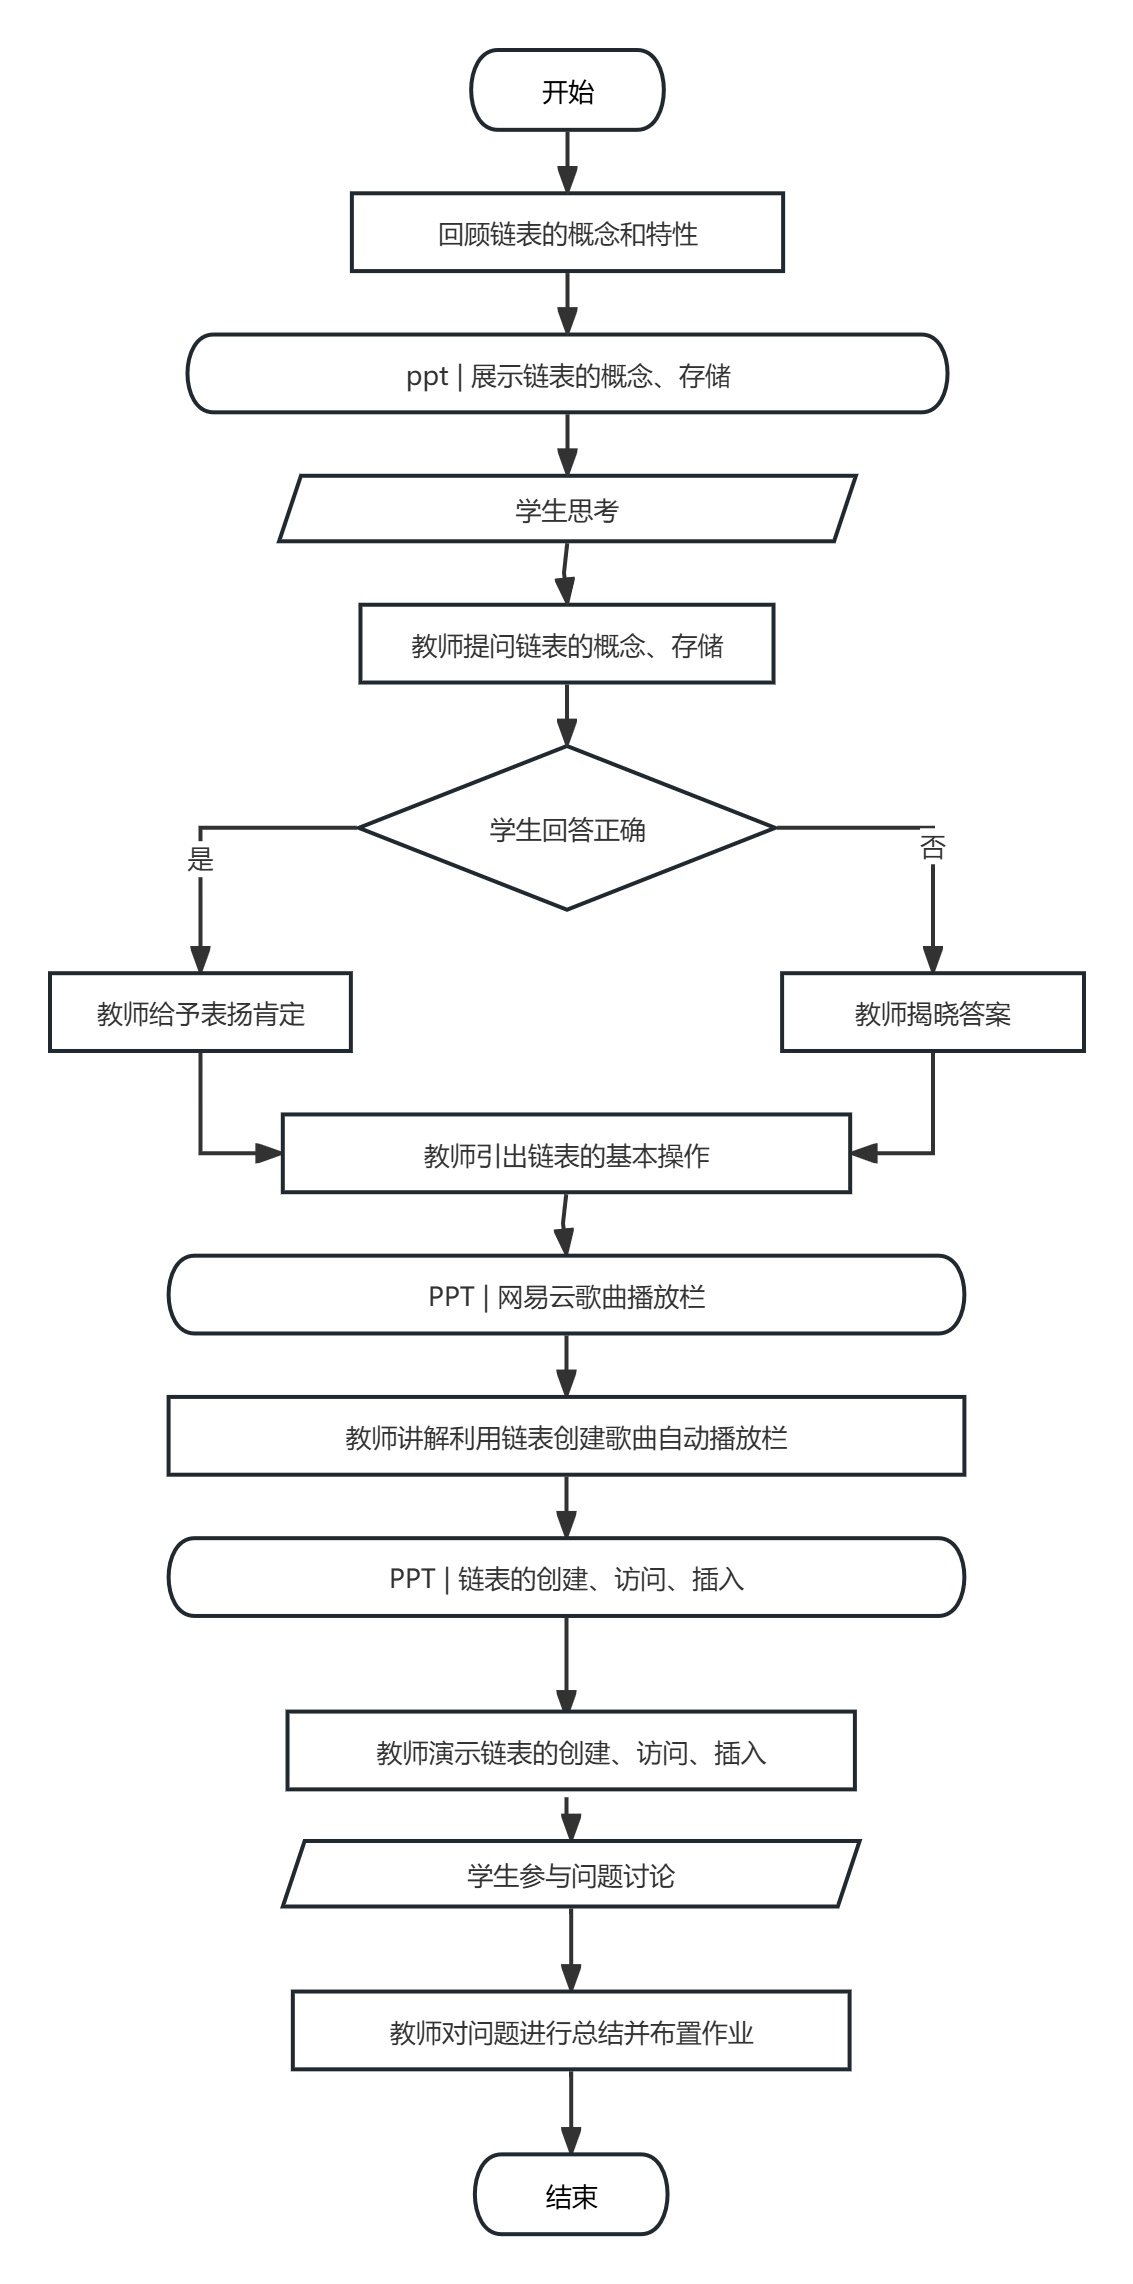 开始
回顾链表的概念和特性
ppt | 展示链表的概念、存储
学生思考
教师提问链表的概念、存储
学生回答正确
是
否
教师给予表扬肯定
教师揭晓答案
教师引出链表的基本操作
PPT | 网易云歌曲播放栏
教师讲解利用链表创建歌曲自动播放栏
PPT | 链表的创建、访问、插入
教师演示链表的创建、访问、插入
学生参与问题讨论
教师对问题进行总结并布置作业
结束